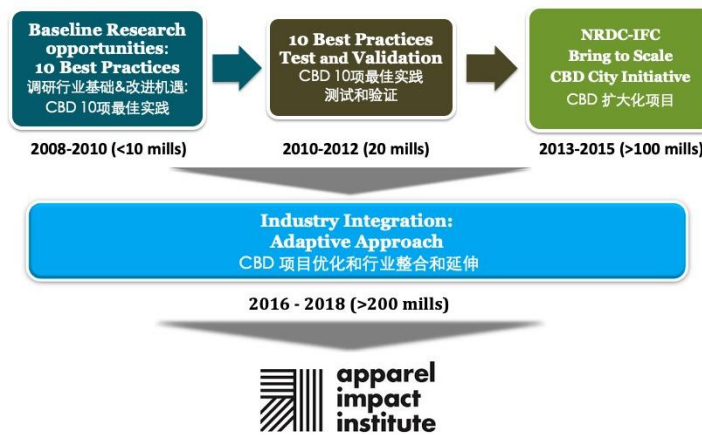 Baseline Research
opportunities:
10 Best Practices
调研行业基础&改进机遇:
CBD 10项最佳实践
2008-2010 (<10 mills)
10 Best Practices
Test and Validation
CBD 10项最佳实践
测试和验证
2010-2012 (20 mills)
NRDC-IFC
Bring to Scale
CBD City Initiative
CBD 扩大化项目
2013-2015 (>100 mills)
Industry Integration:
Adaptive Approach
CBD 项目优化和行业整合和延伸
2016 - 2018 (>200 mills)
apparel
impact
institute